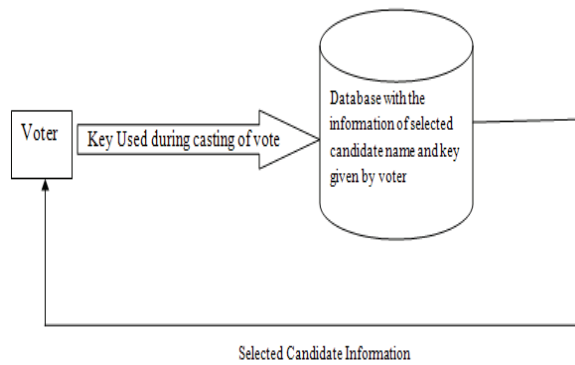 Voter
Key Used during casting of vote
Database with the
information of selected
candidate name and key
given by voter
Selected Candidate Information